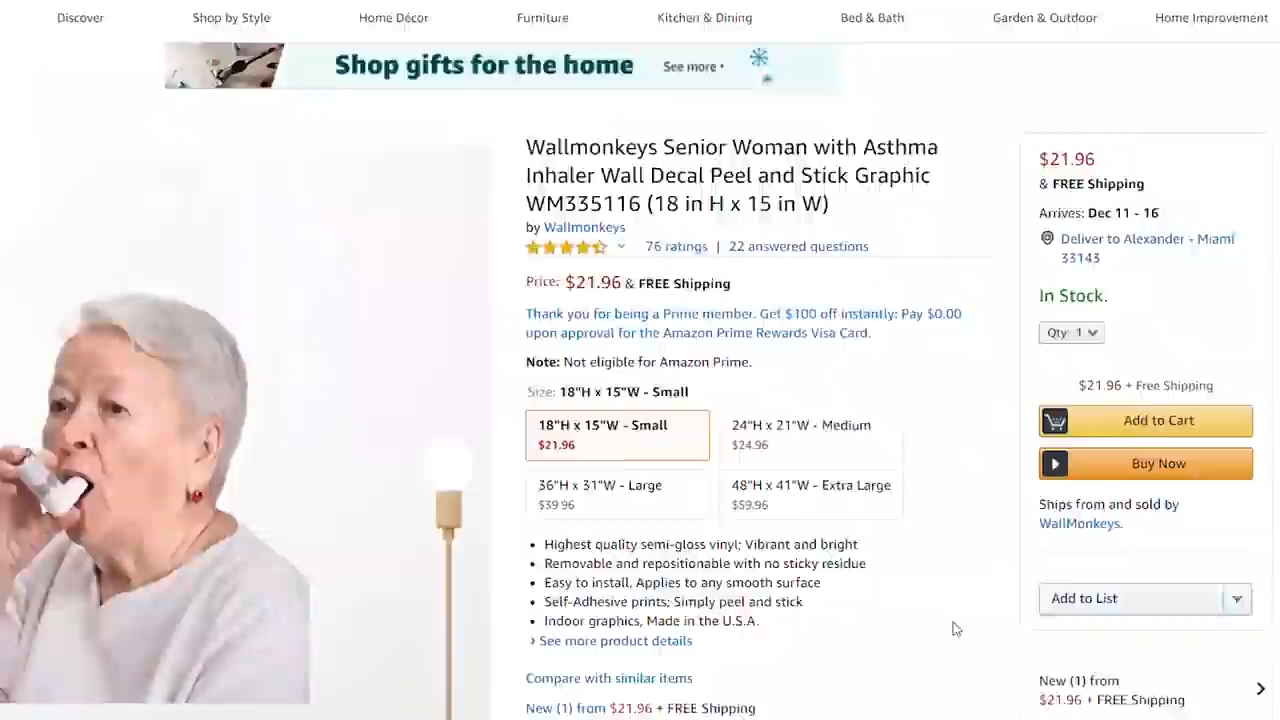 Discover Shop by Style Home Décor Furniture Kitchen & Dining Bed & Bath Garden & Outdoor Home Improvement
Shop gifts for the home See more
Wallmonkeys Senior Woman with Asthma
Inhaler Wall Decal Peel and Stick Graphic
WM335116 (18 in H x 15 in W)
by Wallmonkeys
76 ratings | 22 answered questions
Price: $21.96 & FREE Shipping
Thank you for being a Prime member. Get $100 off instantly: Pay $0.00
upon approval for the Amazon Prime Rewards Visa Card.
Note: Not eligible for Amazon Prime.
Size: 18"H x 15"W - Small
18"H x 15"W - Small
$21.96
24"H x 21"W - Medium
$24.96
36"H x 31"W - Large
$39.96
48"H x 41"W - Extra Large
$59.96
• Highest quality semi-gloss vinyl; Vibrant and bright
• Removable and repositionable with no sticky residue
• Easy to install, Applies to any smooth surface
• Self-Adhesive prints; Simply peel and stick
• Indoor graphics, Made in the U.S.A.
› See more product details
Compare with similar items
New (1) from $21.96 + FREE Shipping
$21.96
& FREE Shipping
Arrives: Dec 11 - 16
Deliver to Alexander - Miami
33143
In Stock.
Qty: 1
$21.96 + Free Shipping
Add to Cart
Buy Now
Ships from and sold by
WallMonkeys.
Add to List
New (1) from
$21.96 + FREE Shipping